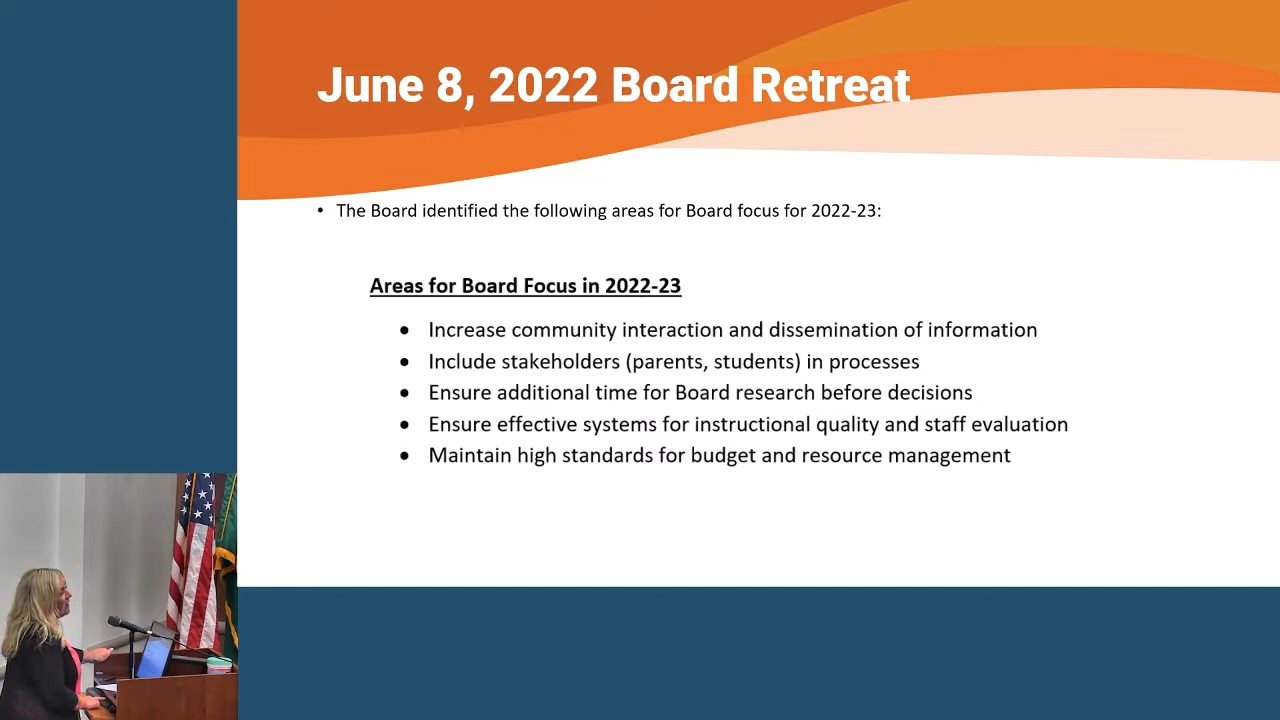 June 8, 2022 Board Retreat
• The Board identified the following areas for Board focus for 2022-23:
Areas for Board Focus in 2022-23
• Increase community interaction and dissemination of information
• Include stakeholders (parents, students) in processes
• Ensure additional time for Board research before decisions
• Ensure effective systems for instructional quality and staff evaluation
• Maintain high standards for budget and resource management